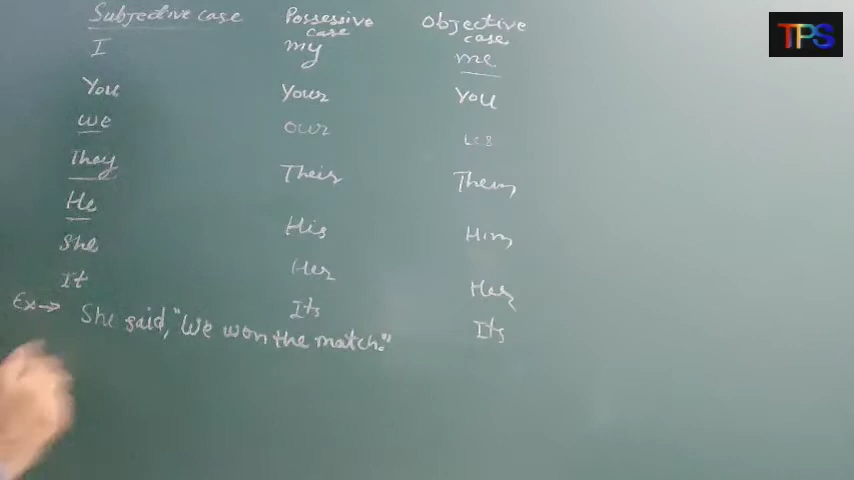 TPS
Subjective case Possessive case Objective case
I my me
You Your You
we our us
They Their Them
He His Him
She Her Her
It Its Its
Ex→ She said, "We won the match."